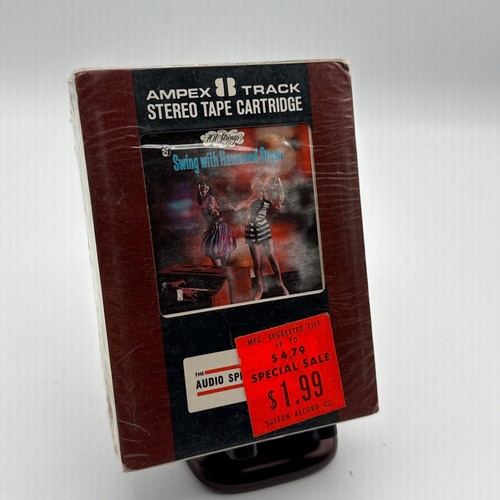 AMPEX 8 TRACK
STEREO TAPE CARTRIDGE
101 Strings
Swing with Hammond Organ
THE
AUDIO SPE
MFG. SUGGESTED LIST
UP TO
$4.79
SPECIAL SALE
$1.99
SUTTON RECORD CO.